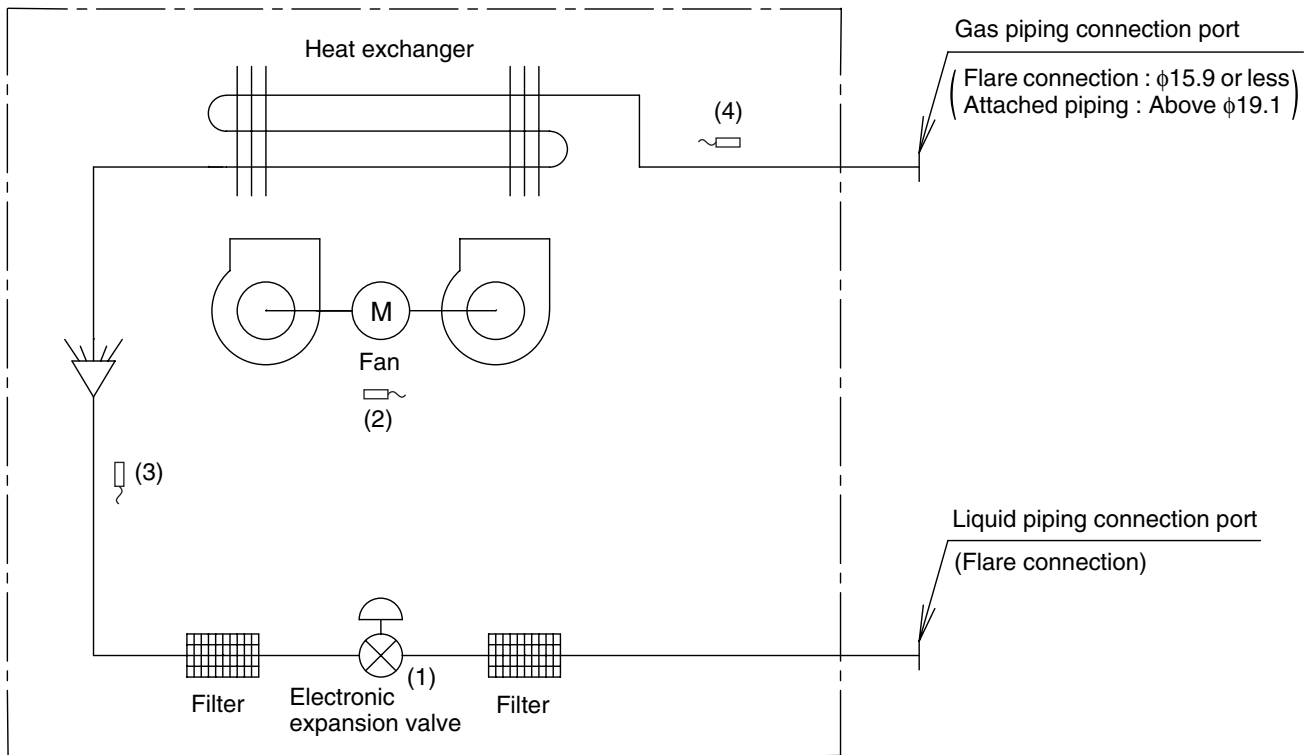 Heat exchanger
Gas piping connection port
( Flare connection : ϕ15.9 or less )
( Attached piping : Above ϕ19.1 )
(4)
M
Fan
(2)
(3)
Liquid piping connection port
(Flare connection)
(1)
Filter
Electronic
expansion valve
Filter